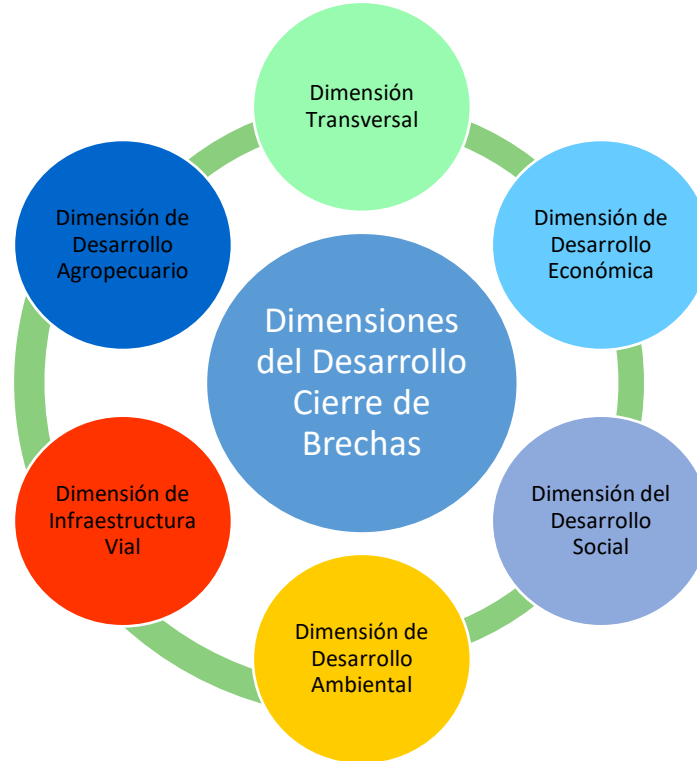 Dimensión
Transversal
Dimensión de
Desarrollo
Económica
Dimensión del
Desarrollo
Social
Dimensión de
Desarrollo
Ambiental
Dimensión de
Infraestructura
Vial
Dimensión de
Desarrollo
Agropecuario
Dimensiones
del Desarrollo
Cierre de
Brechas